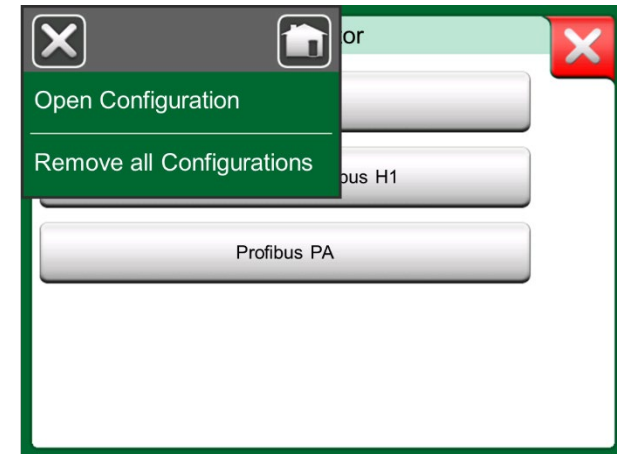 or
Open Configuration
Remove all Configurations
bus H1
Profibus PA